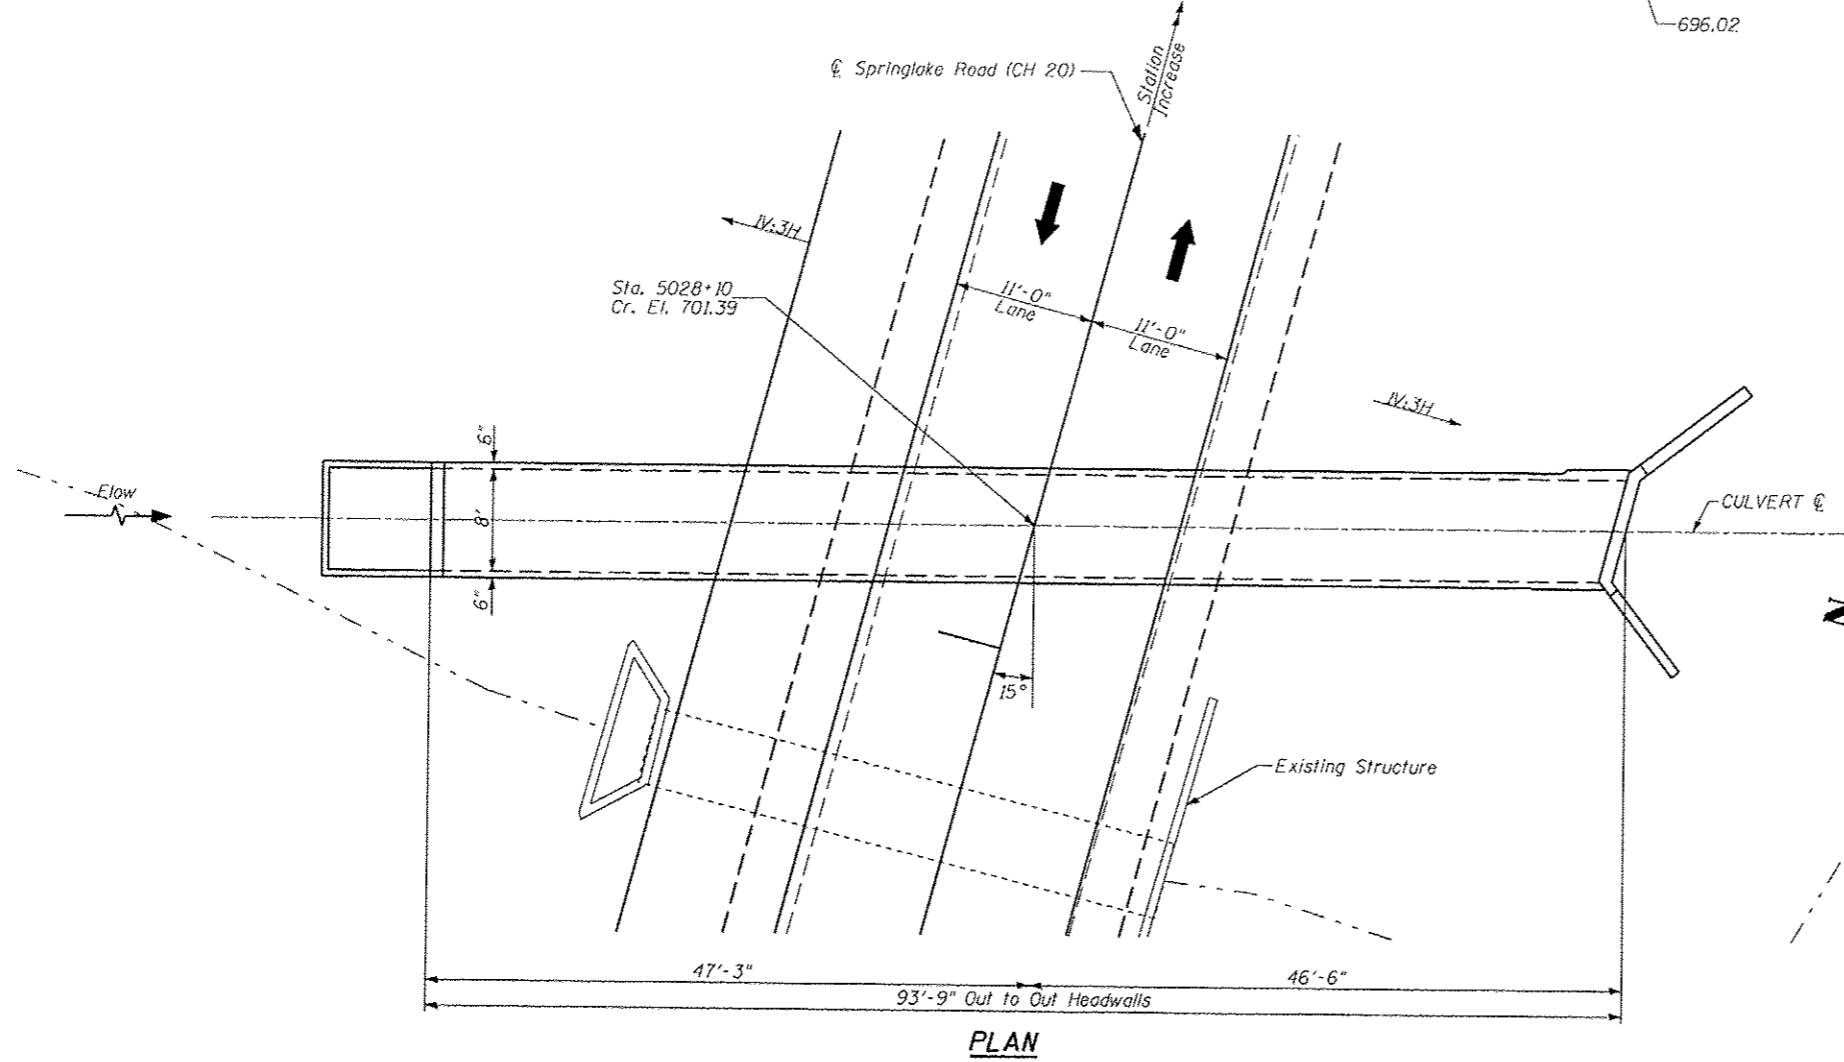 696.02
℄ Springlake Road (CH 20)
Station
Increase
1V:3H
Sta. 5028+10
Cr. El. 701.39
11'-0"
Lane
11'-0"
Lane
1V:3H
6"
Flow
8'
CULVERT ℄
6"
N
15°
Existing Structure
47'-3"
46'-6"
93'-9" Out to Out Headwalls
PLAN